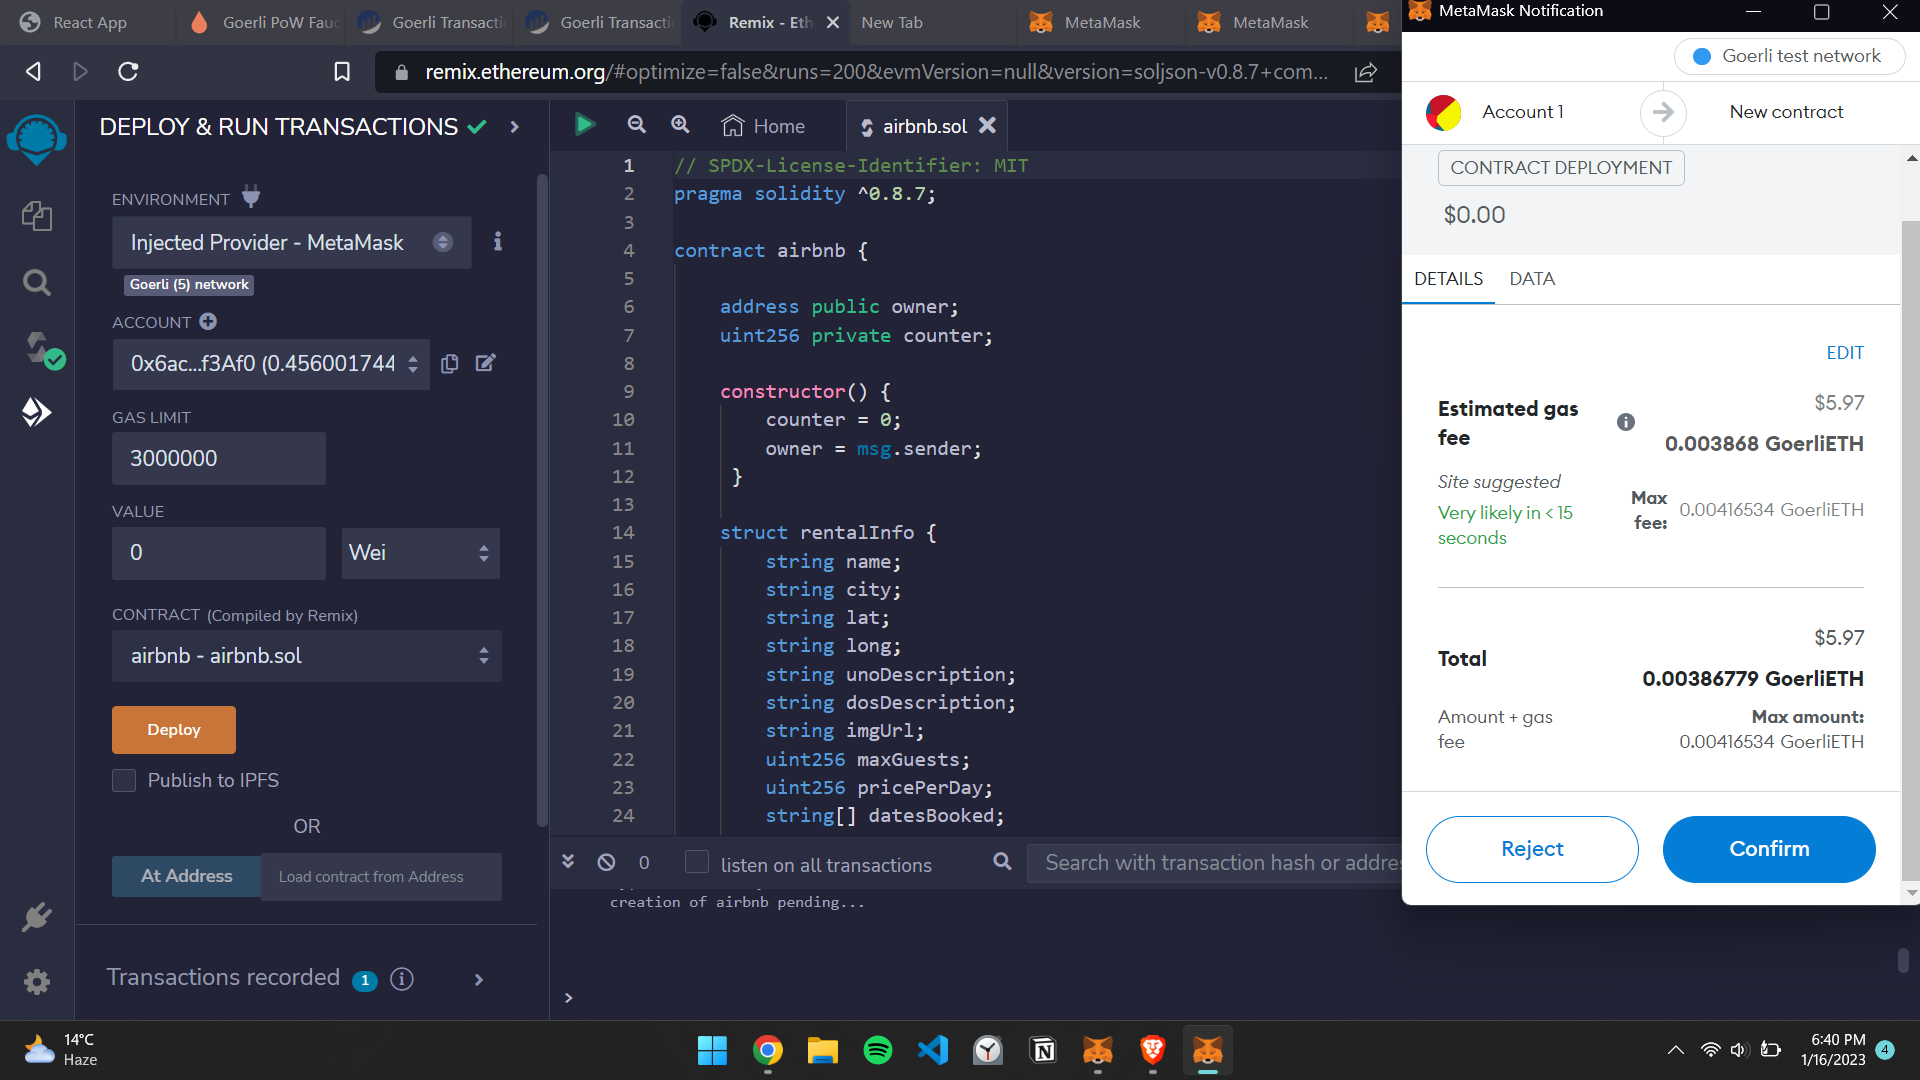 React App
Goerli PoW Fauc
Goerli Transactic
Goerli Transactic
Remix - Eth
New Tab
MetaMask
MetaMask
MetaMask Notification
remix.ethereum.org/#optimize=false&runs=200&evmVersion=null&version=soljson-v0.8.7+com...
Goerli test network
Account 1
New contract
DEPLOY & RUN TRANSACTIONS
Home
airbnb.sol
CONTRACT DEPLOYMENT
$0.00
DETAILS
DATA
EDIT
Estimated gas
fee
$5.97
0.003868 GoerliETH
Site suggested
Very likely in < 15
seconds
Max
fee:
0.00416534 GoerliETH
Total
$5.97
0.00386779 GoerliETH
Amount + gas
fee
Max amount:
0.00416534 GoerliETH
Reject
Confirm
ENVIRONMENT
Injected Provider - MetaMask
Goerli (5) network
ACCOUNT
0x6ac...f3Af0 (0.456001744
GAS LIMIT
3000000
VALUE
0
Wei
CONTRACT (Compiled by Remix)
airbnb - airbnb.sol
Deploy
Publish to IPFS
OR
At Address
Load contract from Address
Transactions recorded 1
1 // SPDX-License-Identifier: MIT
2 pragma solidity ^0.8.7;
3
4 contract airbnb {
5
6 address public owner;
7 uint256 private counter;
8
9 constructor() {
10 counter = 0;
11 owner = msg.sender;
12 }
13
14 struct rentalInfo {
15 string name;
16 string city;
17 string lat;
18 string long;
19 string unoDescription;
20 string dosDescription;
21 string imgUrl;
22 uint256 maxGuests;
23 uint256 pricePerDay;
24 string[] datesBooked;
0
listen on all transactions
Search with transaction hash or addre
creation of airbnb pending...
>
14°C
Haze
6:40 PM
1/16/2023
4